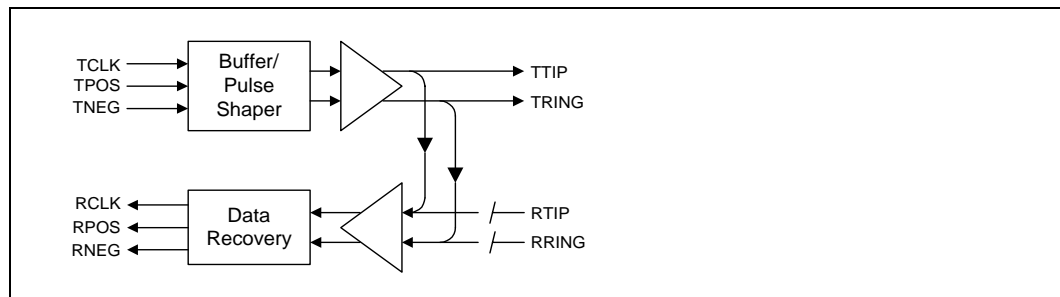 TCLK
TPOS
TNEG
Buffer/
Pulse
Shaper
TTIP
TRING
RCLK
RPOS
RNEG
Data
Recovery
RTIP
RRING